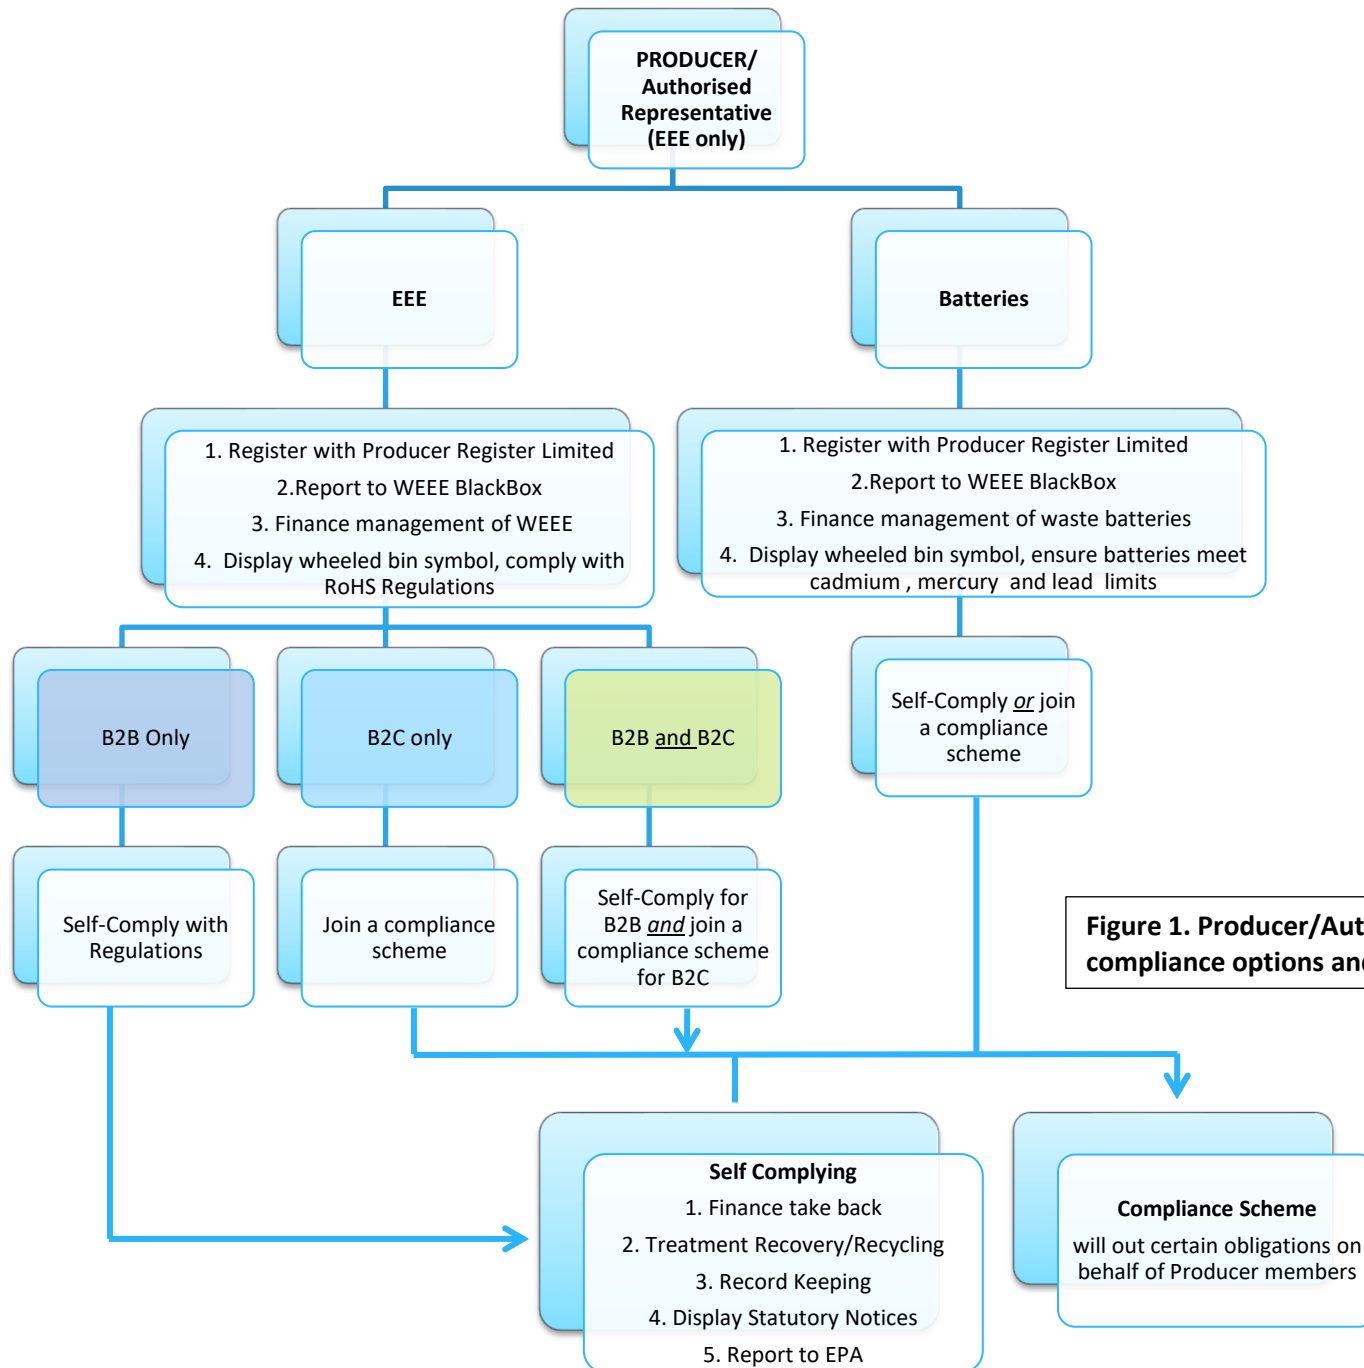 PRODUCER/
Authorised
Representative
(EEE only)
EEE
Batteries
1. Register with Producer Register Limited
2.Report to WEEE BlackBox
3. Finance management of WEEE
4. Display wheeled bin symbol, comply with
RoHS Regulations
1. Register with Producer Register Limited
2.Report to WEEE BlackBox
3. Finance management of waste batteries
4. Display wheeled bin symbol, ensure batteries meet
cadmium , mercury and lead limits
B2B Only
B2C only
B2B and B2C
Self-Comply or join
a compliance
scheme
Self-Comply with
Regulations
Join a compliance
scheme
Self-Comply for
B2B and join a
compliance scheme
for B2C
Figure 1. Producer/Aut
compliance options and
Self Complying
1. Finance take back
2. Treatment Recovery/Recycling
3. Record Keeping
4. Display Statutory Notices
5. Report to EPA
Compliance Scheme
will out certain obligations on
behalf of Producer members